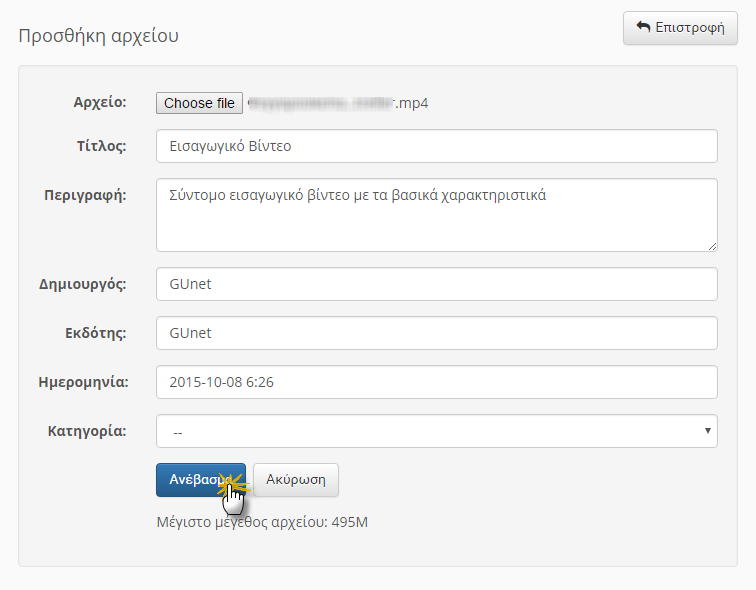 Προσθήκη αρχείου
Επιστροφή
Αρχείο: Choose file .mp4
Τίτλος: Εισαγωγικό Βίντεο
Περιγραφή: Σύντομο εισαγωγικό βίντεο με τα βασικά χαρακτηριστικά
Δημιουργός: GUnet
Εκδότης: GUnet
Ημερομηνία: 2015-10-08 6:26
Κατηγορία: --
Ανέβασμα Ακύρωση
Μέγιστο μέγεθος αρχείου: 495M